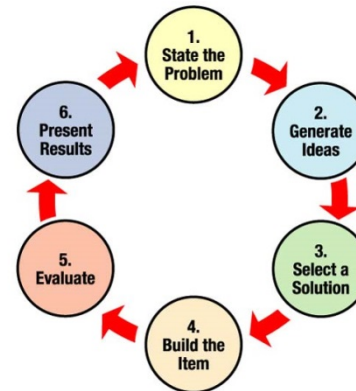 1.
State the
Problem
2.
Generate
Ideas
3.
Select a
Solution
4.
Build the
Item
5.
Evaluate
6.
Present
Results